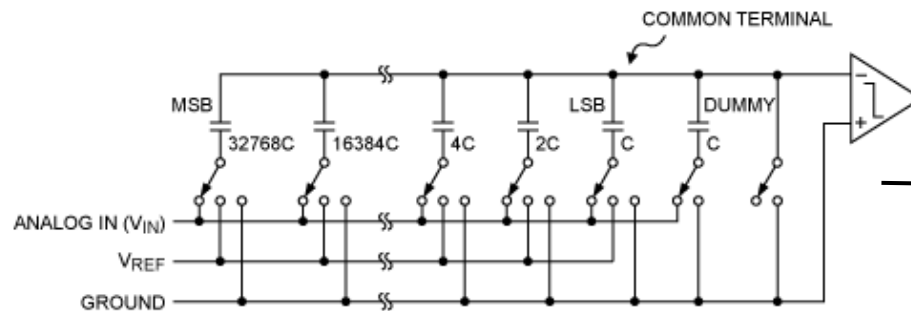 COMMON TERMINAL
MSB
LSB
DUMMY
32768C
16384C
4C
2C
C
C
ANALOG IN (VIN)
VREF
GROUND